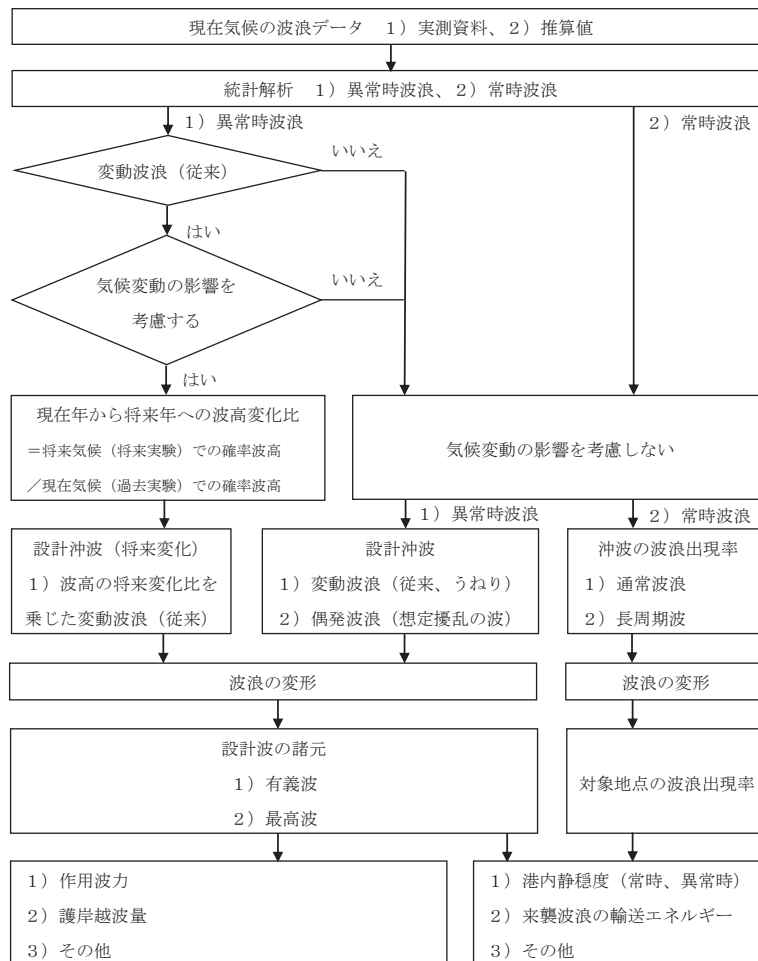 現在気候の波浪データ　1）実測資料、2）推算値
統計解析　1）異常時波浪、2）常時波浪
1）異常時波浪
2）常時波浪
変動波浪（従来）
いいえ
はい
気候変動の影響を
考慮する
いいえ
はい
現在年から将来年への波高変化比
＝将来気候（将来実験）での確率波高
／現在気候（過去実験）での確率波高
気候変動の影響を考慮しない
1）異常時波浪
2）常時波浪
設計沖波（将来変化）
1）波高の将来変化比を
乗じた変動波浪（従来）
設計沖波
1）変動波浪（従来、うねり）
2）偶発波浪（想定擾乱の波）
沖波の波浪出現率
1）通常波浪
2）長周期波
波浪の変形
波浪の変形
設計波の諸元
1）有義波
2）最高波
対象地点の波浪出現率
1）作用波力
2）護岸越波量
3）その他
1）港内静穏度（常時、異常時）
2）来襲波浪の輸送エネルギー
3）その他